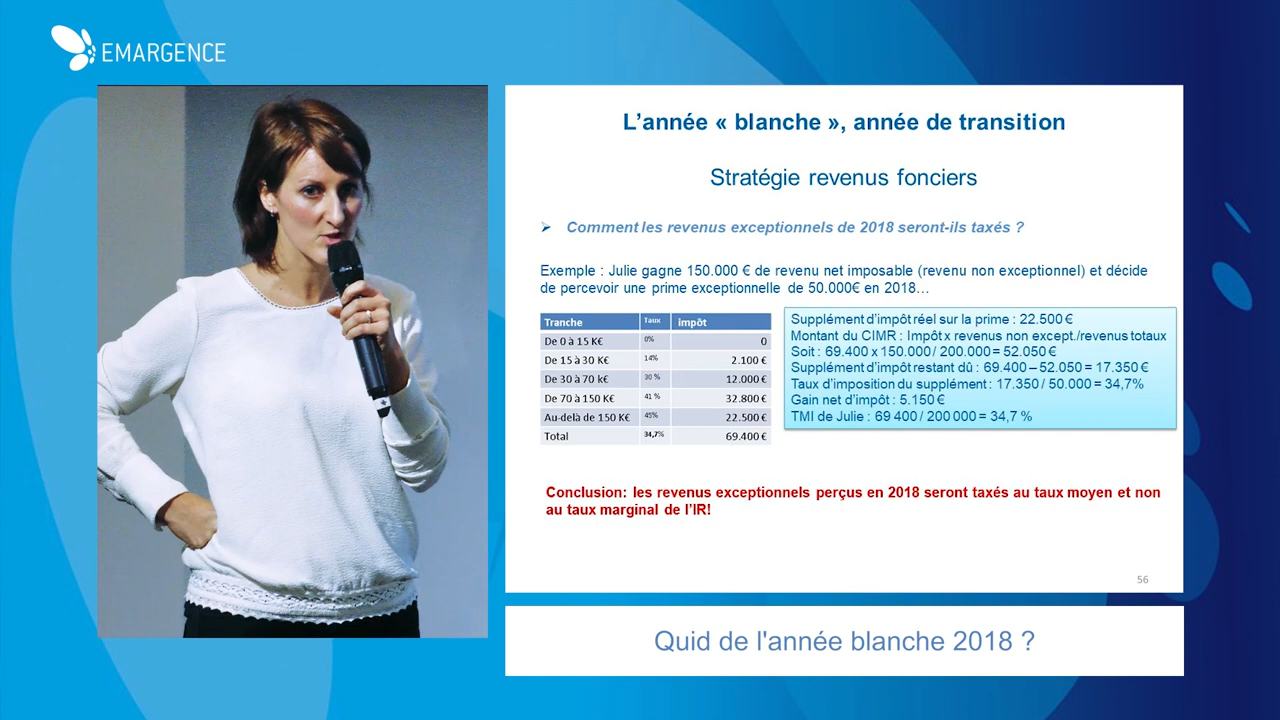 EMARGENCE
L'année « blanche », année de transition
Stratégie revenus fonciers
Comment les revenus exceptionnels de 2018 seront-ils taxés ?
Exemple : Julie gagne 150.000 € de revenu net imposable (revenu non exceptionnel) et décide
de percevoir une prime exceptionnelle de 50.000€ en 2018…
Tranche Taux impôt
De 0 à 15 K€ 0% 0
De 15 à 30 K€ 14% 2.100 €
De 30 à 70 k€ 30 % 12.000 €
De 70 à 150 K€ 41 % 32.800 €
Au-delà de 150 K€ 45% 22.500 €
Total 34,7% 69.400 €
Supplément d'impôt réel sur la prime : 22.500 €
Montant du CIMR : Impôt x revenus non except./revenus totaux
Soit : 69.400 x 150.000 / 200.000 = 52.050 €
Supplément d'impôt restant dû : 69.400 – 52.050 = 17.350 €
Taux d'imposition du supplément : 17.350 / 50.000 = 34,7%
Gain net d'impôt : 5.150 €
TMI de Julie : 69 400 / 200 000 = 34,7 %
Conclusion: les revenus exceptionnels perçus en 2018 seront taxés au taux moyen et non
au taux marginal de l'IR!
56
Quid de l'année blanche 2018 ?